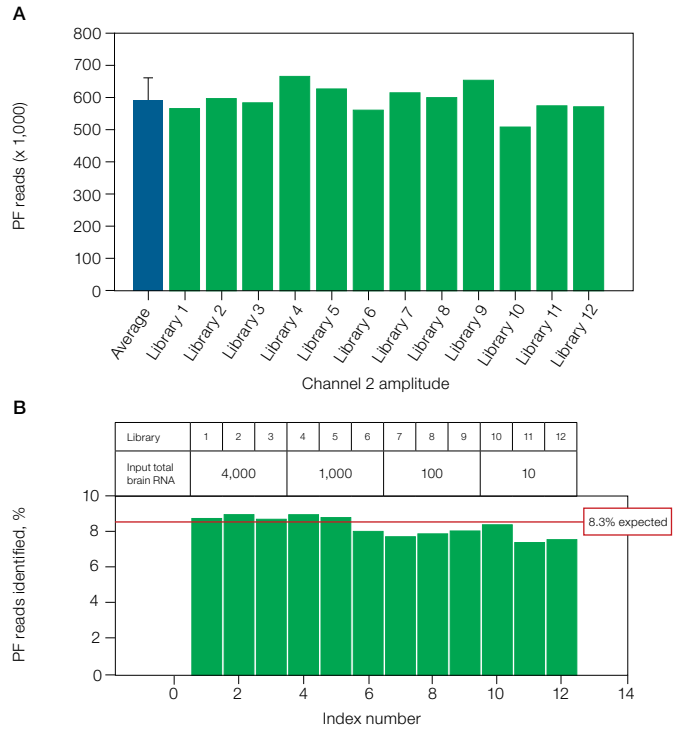 A
800
700
600
500
400
300
200
100
0
PF reads (x 1,000)
Average
Library 1
Library 2
Library 3
Library 4
Library 5
Library 6
Library 7
Library 8
Library 9
Library 10
Library 11
Library 12
Channel 2 amplitude
B
Library 1 2 3 4 5 6 7 8 9 10 11 12
Input total
brain RNA
4,000 1,000 100 10
10
8
6
4
2
0
PF reads identified, %
8.3% expected
0 2 4 6 8 10 12 14
Index number